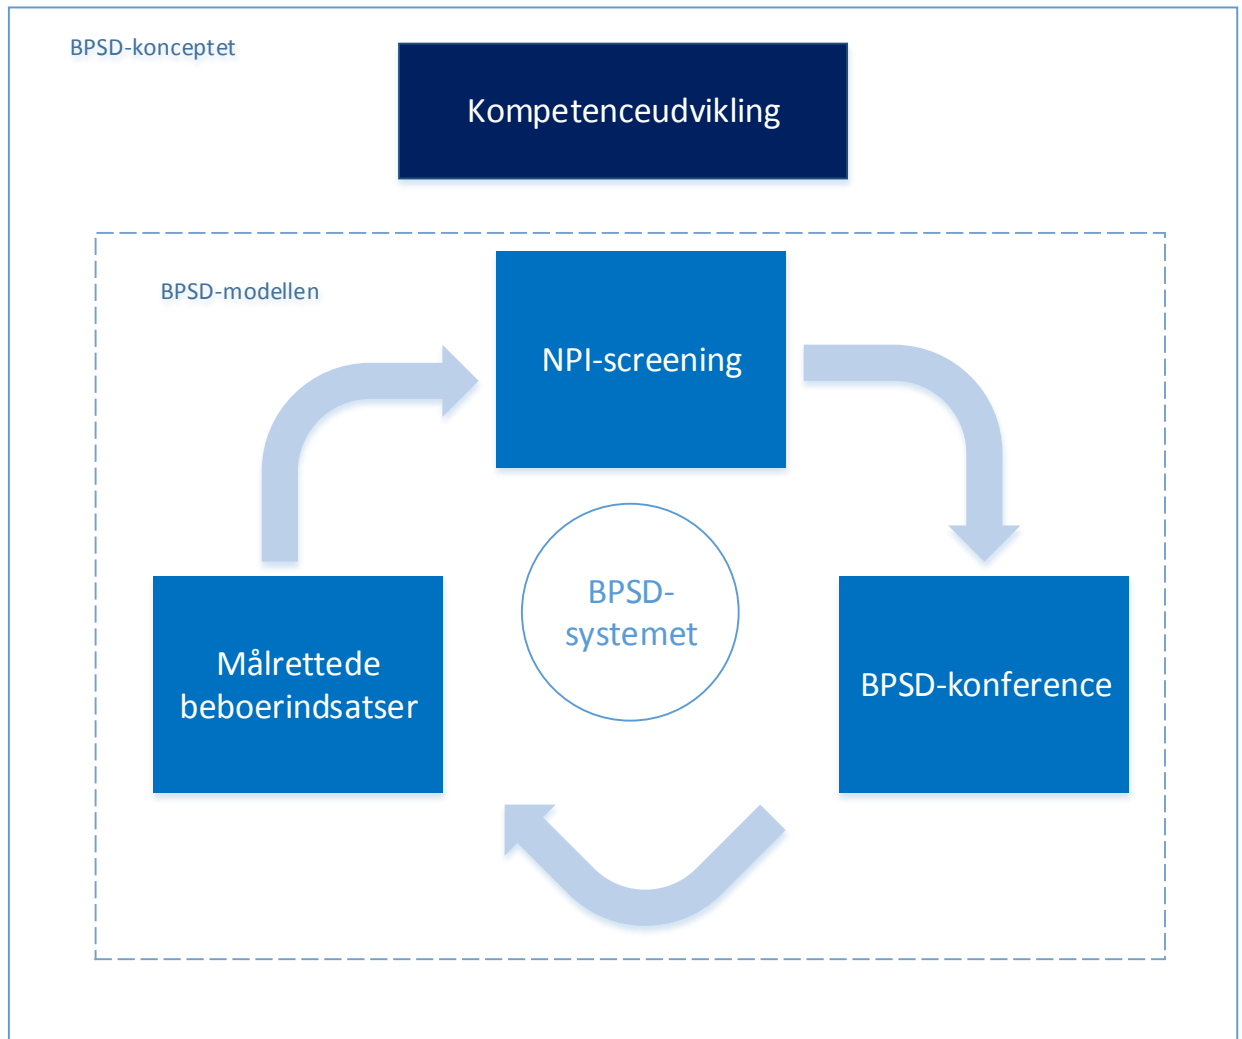 BPSD-konceptet
Kompetenceudvikling
BPSD-modellen
NPI-screening
BPSD-
systemet
Målrettede
beboerindsatser
BPSD-konference